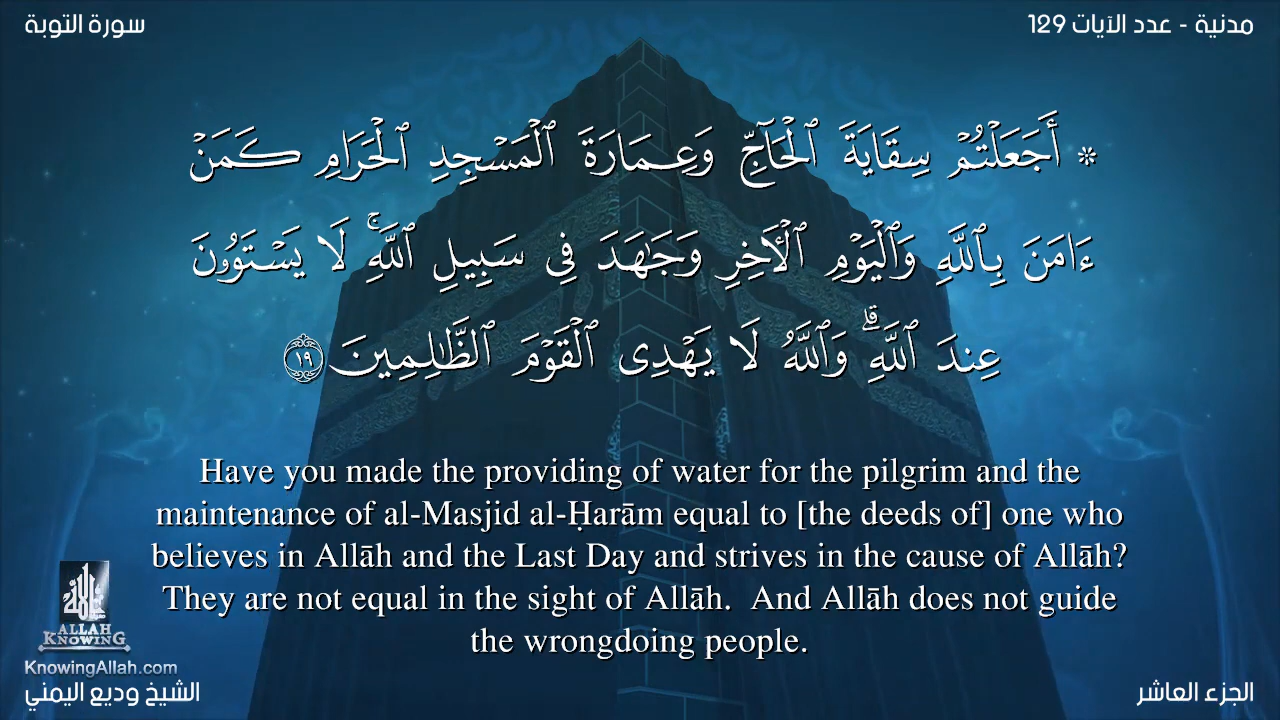 سورة التوبة
مدنية - عدد الآيات 129
۞ أَجَعَلْتُمْ سِقَايَةَ ٱلْحَآجِّ وَعِمَارَةَ ٱلْمَسْجِدِ ٱلْحَرَامِ كَمَنْ
ءَامَنَ بِٱللَّهِ وَٱلْيَوْمِ ٱلْأَخِرِ وَجَٰهَدَ فِى سَبِيلِ ٱللَّهِۚ لَا يَسْتَوُۥنَ
عِندَ ٱللَّهِۗ وَٱللَّهُ لَا يَهْدِى ٱلْقَوْمَ ٱلظَّٰلِمِينَ ١٩
Have you made the providing of water for the pilgrim and the
maintenance of al-Masjid al-Ḥarām equal to [the deeds of] one who
believes in Allāh and the Last Day and strives in the cause of Allāh?
They are not equal in the sight of Allāh.  And Allāh does not guide
the wrongdoing people.
ALLAH
KNOWING
KnowingAllah.com
الشيخ وديع اليمني
الجزء العاشر